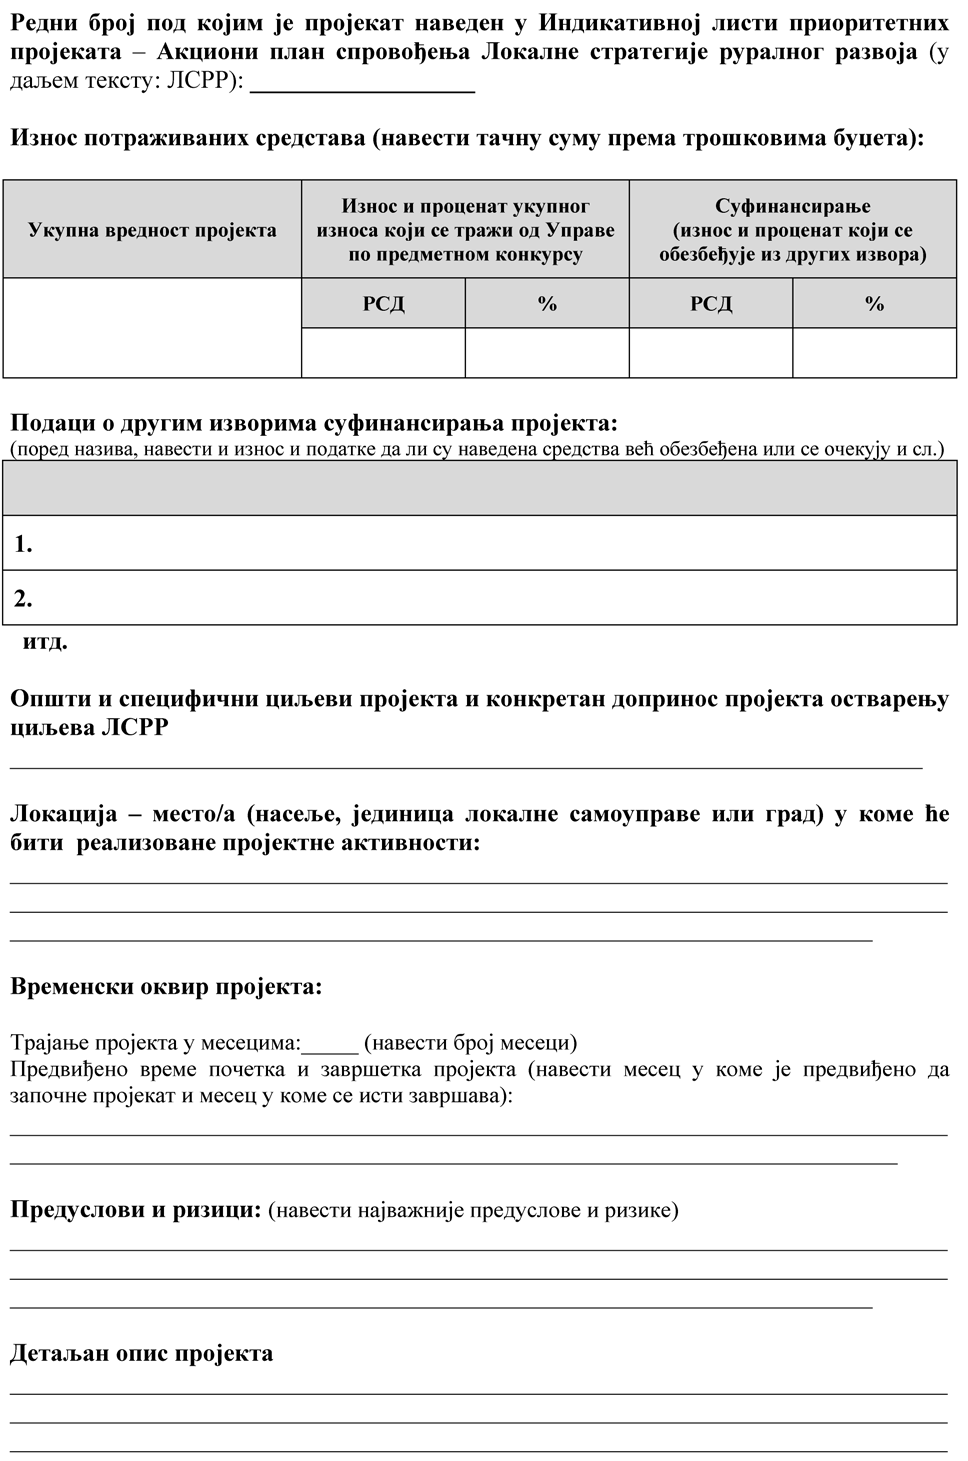 Редни број под којим је пројекат наведен у Индикативној листи приоритетних
пројеката – Акциони план спровођења Локалне стратегије руралног развоја (у
даљем тексту: ЛСРР): ___________________
Износ потраживаних средстава (навести тачну суму према трошковима буџета):
Укупна вредност пројекта
Износ и проценат укупног
износа који се тражи од Управе
по предметном конкурсу
Суфинансирање
(износ и проценат који се
обезбеђује из других извора)
РСД % РСД %
Подаци о другим изворима суфинансирања пројекта:
(поред назива, навести и износ и податке да ли су наведена средства већ обезбеђена или се очекују и сл.)
1.
2.
итд.
Општи и специфични циљеви пројекта и конкретан допринос пројекта остварењу
циљева ЛСРР
Локација – место/а (насеље, јединица локалне самоуправе или град) у коме ће
бити реализоване пројектне активности:
Временски оквир пројекта:
Трајање пројекта у месецима:_____ (навести број месеци)
Предвиђено време почетка и завршетка пројекта (навести месец у коме је предвиђено да
започне пројекат и месец у коме се исти завршава):
Предуслови и ризици: (навести најважније предуслове и ризике)
Детаљан опис пројекта